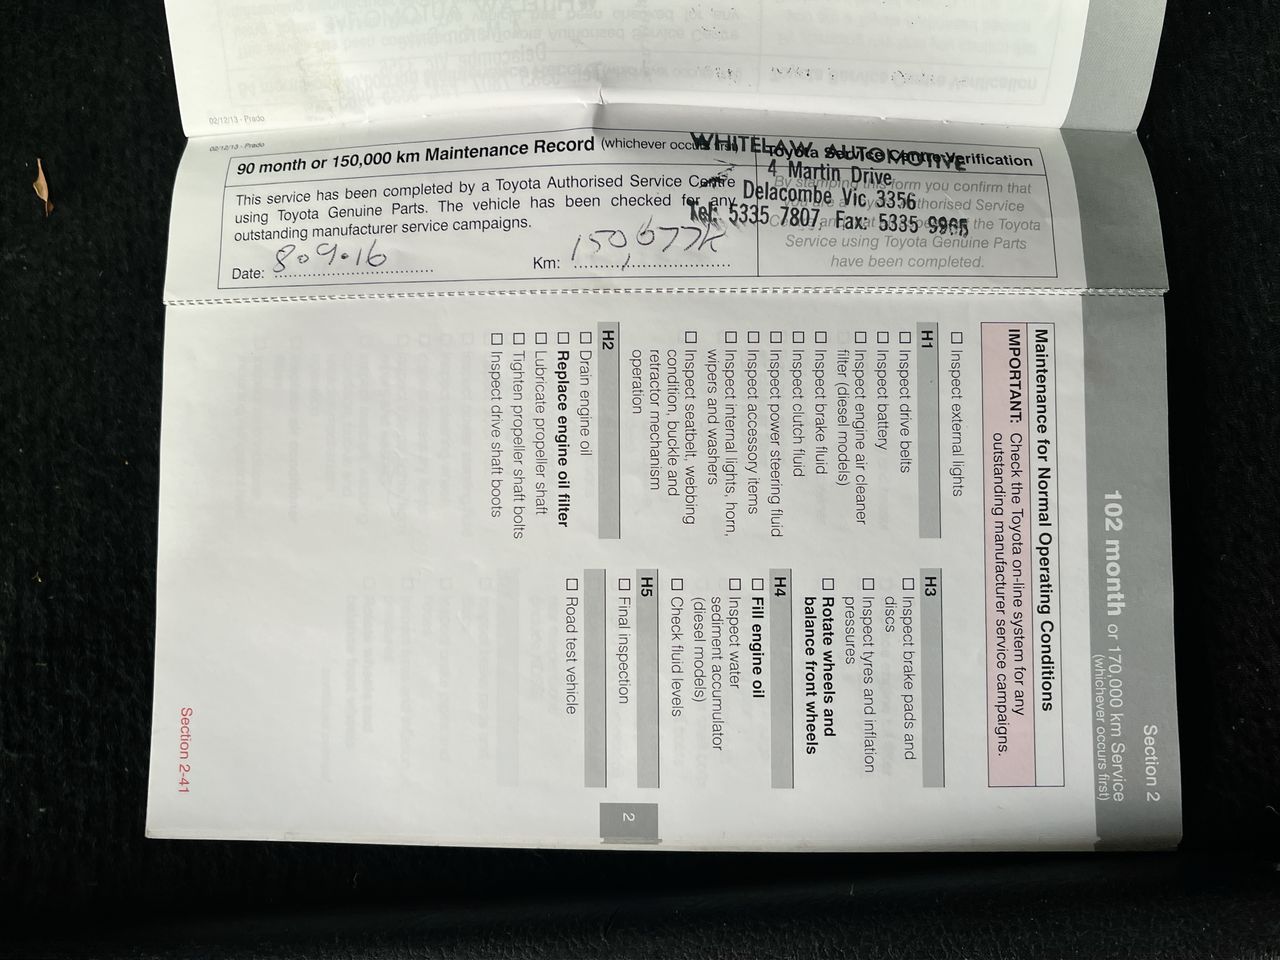 02/12/13 - Prado
02/12/13 - Prado
90 month or 150,000 km Maintenance Record (whichever occurs first)
This service has been completed by a Toyota Authorised Service Centre
using Toyota Genuine Parts. The vehicle has been checked for any
outstanding manufacturer service campaigns.
Date: 8.9.16
Km: 150,677k
Toyota Service Centre Verification
By stamping this form you confirm that
you are a Toyota Authorised Service
the Toyota
Service using Toyota Genuine Parts
have been completed.
WHITELAW AUTOMOTIVE
4 Martin Drive
Delacombe Vic 3356
Tel: 5335 7807, Fax: 5335 9965
Section 2
102 month or 170,000 km Service
(whichever occurs first)
Maintenance for Normal Operating Conditions
IMPORTANT: Check the Toyota on-line system for any
outstanding manufacturer service campaigns.
Inspect external lights
H1
Inspect drive belts
Inspect battery
Inspect engine air cleaner
filter (diesel models)
Inspect brake fluid
Inspect clutch fluid
Inspect power steering fluid
Inspect accessory items
Inspect internal lights, horn,
wipers and washers
Inspect seatbelt, webbing
condition, buckle and
retractor mechanism
operation
H2
Drain engine oil
Replace engine oil filter
Lubricate propeller shaft
Tighten propeller shaft bolts
Inspect drive shaft boots
H3
Inspect brake pads and
discs
Inspect tyres and inflation
pressures
Rotate wheels and
balance front wheels
H4
Fill engine oil
Inspect water
sediment accumulator
(diesel models)
Check fluid levels
H5
Final inspection
Road test vehicle
2
Section 2-41